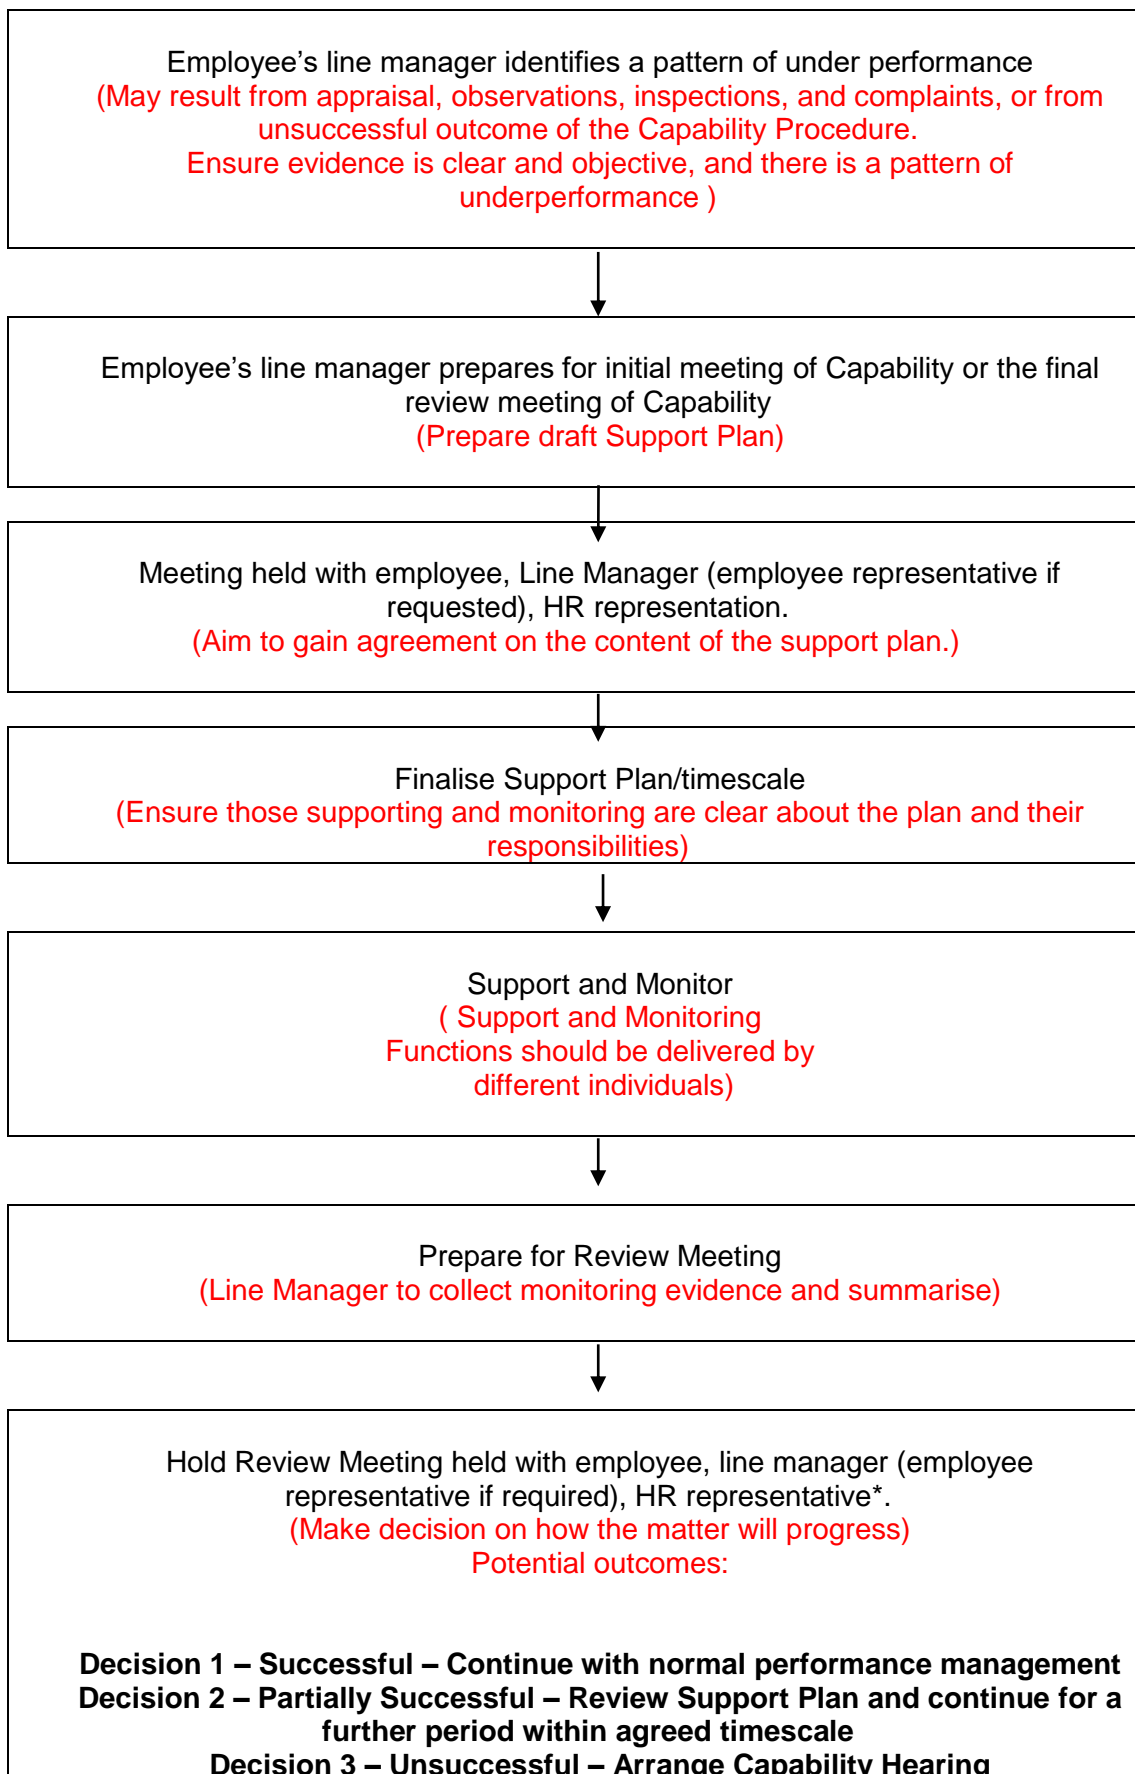 Employee’s line manager identifies a pattern of under performance
(May result from appraisal, observations, inspections, and complaints, or from
unsuccessful outcome of the Capability Procedure.
Ensure evidence is clear and objective, and there is a pattern of
underperformance )
Employee’s line manager prepares for initial meeting of Capability or the final
review meeting of Capability
(Prepare draft Support Plan)
Meeting held with employee, Line Manager (employee representative if
requested), HR representation.
(Aim to gain agreement on the content of the support plan.)
Finalise Support Plan/timescale
(Ensure those supporting and monitoring are clear about the plan and their
responsibilities)
Support and Monitor
( Support and Monitoring
Functions should be delivered by
different individuals)
Prepare for Review Meeting
(Line Manager to collect monitoring evidence and summarise)
Hold Review Meeting held with employee, line manager (employee
representative if required), HR representative*.
(Make decision on how the matter will progress)
Potential outcomes:
Decision 1 – Successful – Continue with normal performance management
Decision 2 – Partially Successful – Review Support Plan and continue for a
further period within agreed timescale
Decision 3 – Unsuccessful – Arrange Capability Hearing